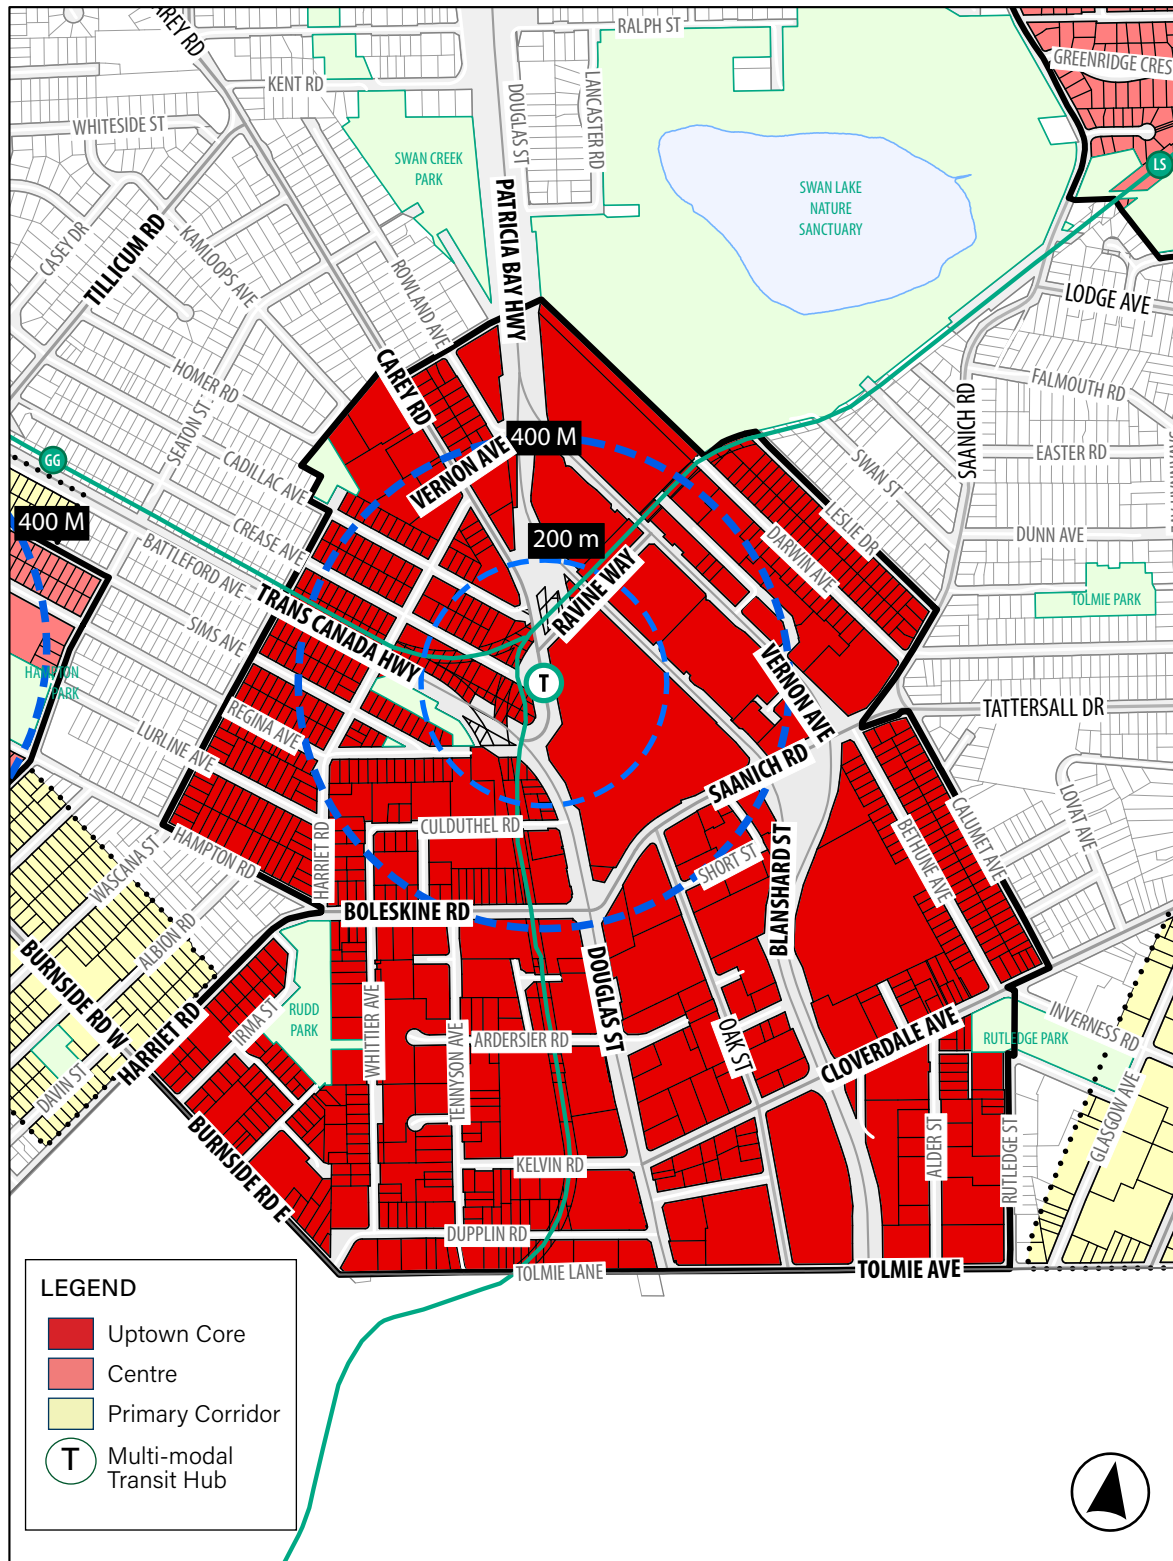 CAREY RD
RALPH ST
GREENRIDGE CRES
KENT RD
DOUGLAS ST
LANCASTER RD
WHITESIDE ST
SWAN CREEK
PARK
LS
SWAN LAKE
NATURE
SANCTUARY
PATRICIA BAY HWY
CASEY DR
TILLICUM RD
KAMLOOPS AVE
ROWLAND AVE
LODGE AVE
HOMER RD
CAREY RD
FALMOUTH RD
SAANICH RD
SEATON ST
400 M
VERNON AVE
GG
CADILLAC AVE
SWAN ST
EASTER RD
400 M
CREASE AVE
200 m
LESLIE DR
DUNN AVE
BATTLEFORD AVE
DARWIN AVE
RAVINE WAY
TRANS CANADA HWY
TOLMIE PARK
SIMS AVE
HAMPTON
PARK
T
VERNON AVE
TATTERSALL DR
REGINA AVE
LURLINE AVE
SAANICH RD
CULDUTHEL RD
HAMPTON RD
HARRIET RD
WASCANA ST
SHORT ST
BLANSHARD ST
BETHUNE AVE
CALUMET AVE
LOVAT AVE
BOLESKINE RD
ALBION RD
BURNSIDE RD W
DOUGLAS ST
HARRIET RD
IRMA ST
RUDD
PARK
WHITTIER AVE
TENNYSON AVE
ARDERSIER RD
OAK ST
CLOVERDALE AVE
RUTLEDGE PARK
INVERNESS RD
DAVIN ST
GLASGOW AVE
BURNSIDE RD E
KELVIN RD
ALDER ST
RUTLEDGE ST
DUPPLIN RD
TOLMIE LANE
TOLMIE AVE
LEGEND
Uptown Core
Centre
Primary Corridor
T
Multi-modal
Transit Hub